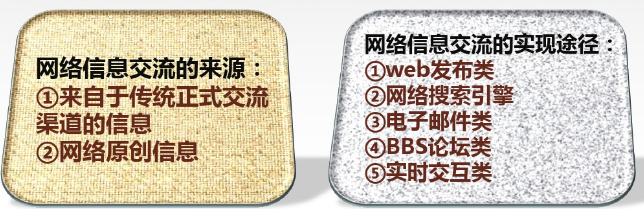 网络信息交流的来源：
①来自于传统正式交流
渠道的信息
②网络原创信息
网络信息交流的实现途径：
①web发布类
②网络搜索引擎
③电子邮件类
④BBS论坛类
⑤实时交互类